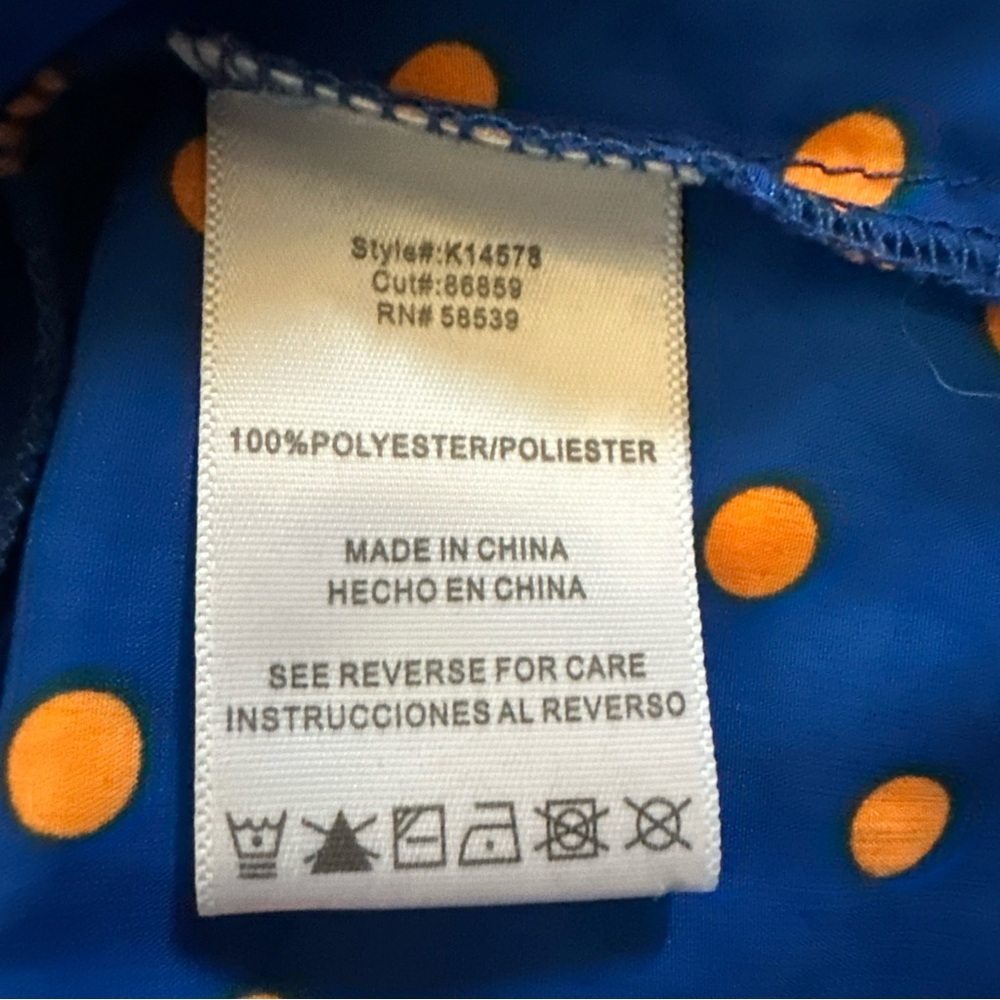 Style#:K14578
Cut#:86859
RN# 58539
100%POLYESTER/POLIESTER
MADE IN CHINA
HECHO EN CHINA
SEE REVERSE FOR CARE
INSTRUCCIONES AL REVERSO